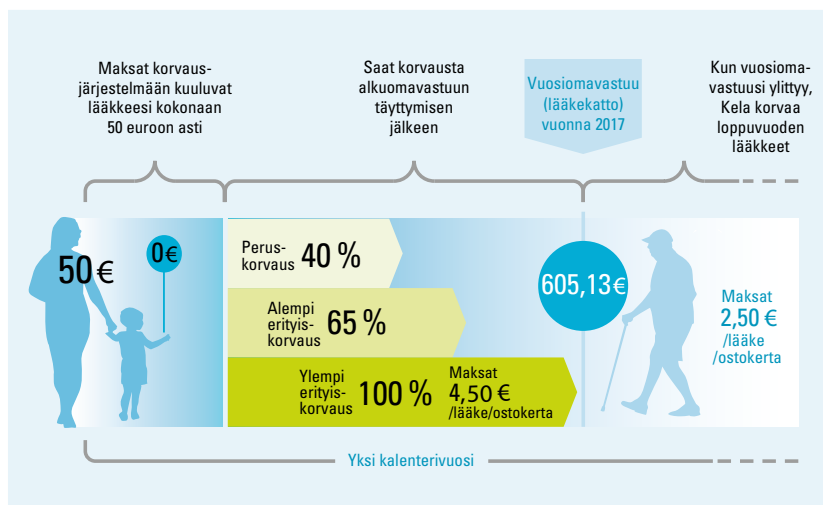 Maksat korvaus-
järjestelmään kuuluvat
lääkkeesi kokonaan
50 euroon asti
Saat korvausta
alkuomavastuun
täyttymisen
jälkeen
Vuosiomavastuu
(lääkekatto)
vuonna 2017
Kun vuosioma-
vastuusi ylittyy,
Kela korvaa
loppuvuoden
lääkkeet
50 €
0€
Perus-
korvaus 40 %
Alempi
erityis-
korvaus 65 %
Ylempi
erityis-
korvaus 100 %
Maksat
4,50 €
/lääke/ostokerta
605,13€
Maksat
2,50 €
/lääke
/ostokerta
Yksi kalenterivuosi